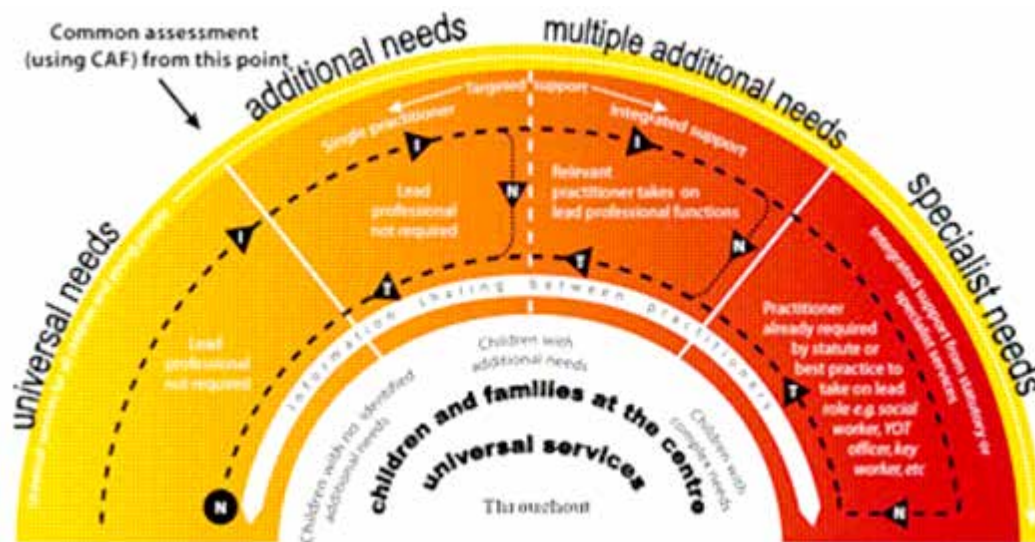 Common assessment
(using CAF) from this point
universal needs
additional needs
multiple additional needs
specialist needs
Targeted support
Single practitioner
Integrated support
Integrated support from statutory or
specialist services
I
I
I
Lead
professional
not required
Lead
professional
not required
N
Relevant
practitioner takes on
lead professional functions
N
Practitioner
already required
by statute or
best practice to
take on lead
role e.g. social
worker, YOT
officer, key
worker, etc
T
T
T
N
N
information sharing between practitioners
Children with no identified
additional needs
Children with
additional needs
Children with
complex needs
children and families at the centre
universal services
Throughout